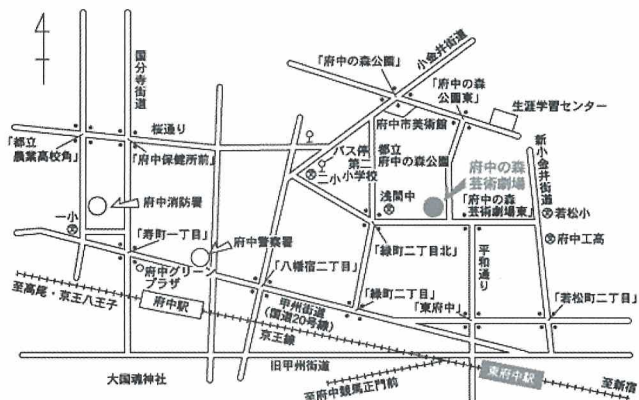 「府中の森公園」
小金井街道
国分寺街道
「府中の森
公園東」
生涯学習センター
桜通り
府中市美術館
「都立
農業高校角」
「府中保健所前」
バス停
第二
小学校
二小
都立
府中の森公園
府中の森
芸術劇場
新小金井街道
浅間中
「府中の森
芸術劇場東」
若松小
府中工高
一小
府中消防署
「寿町一丁目」
府中警察署
「緑町二丁目北」
平和通り
府中グリーン
プラザ
「八幡宿二丁目」
至高尾・京王八王子
府中駅
甲州街道
(国道20号線)
「緑町二丁目」
「東府中」
「若松町二丁目」
京王線
旧甲州街道
大国魂神社
至府中競馬正門前
東府中駅
至新宿